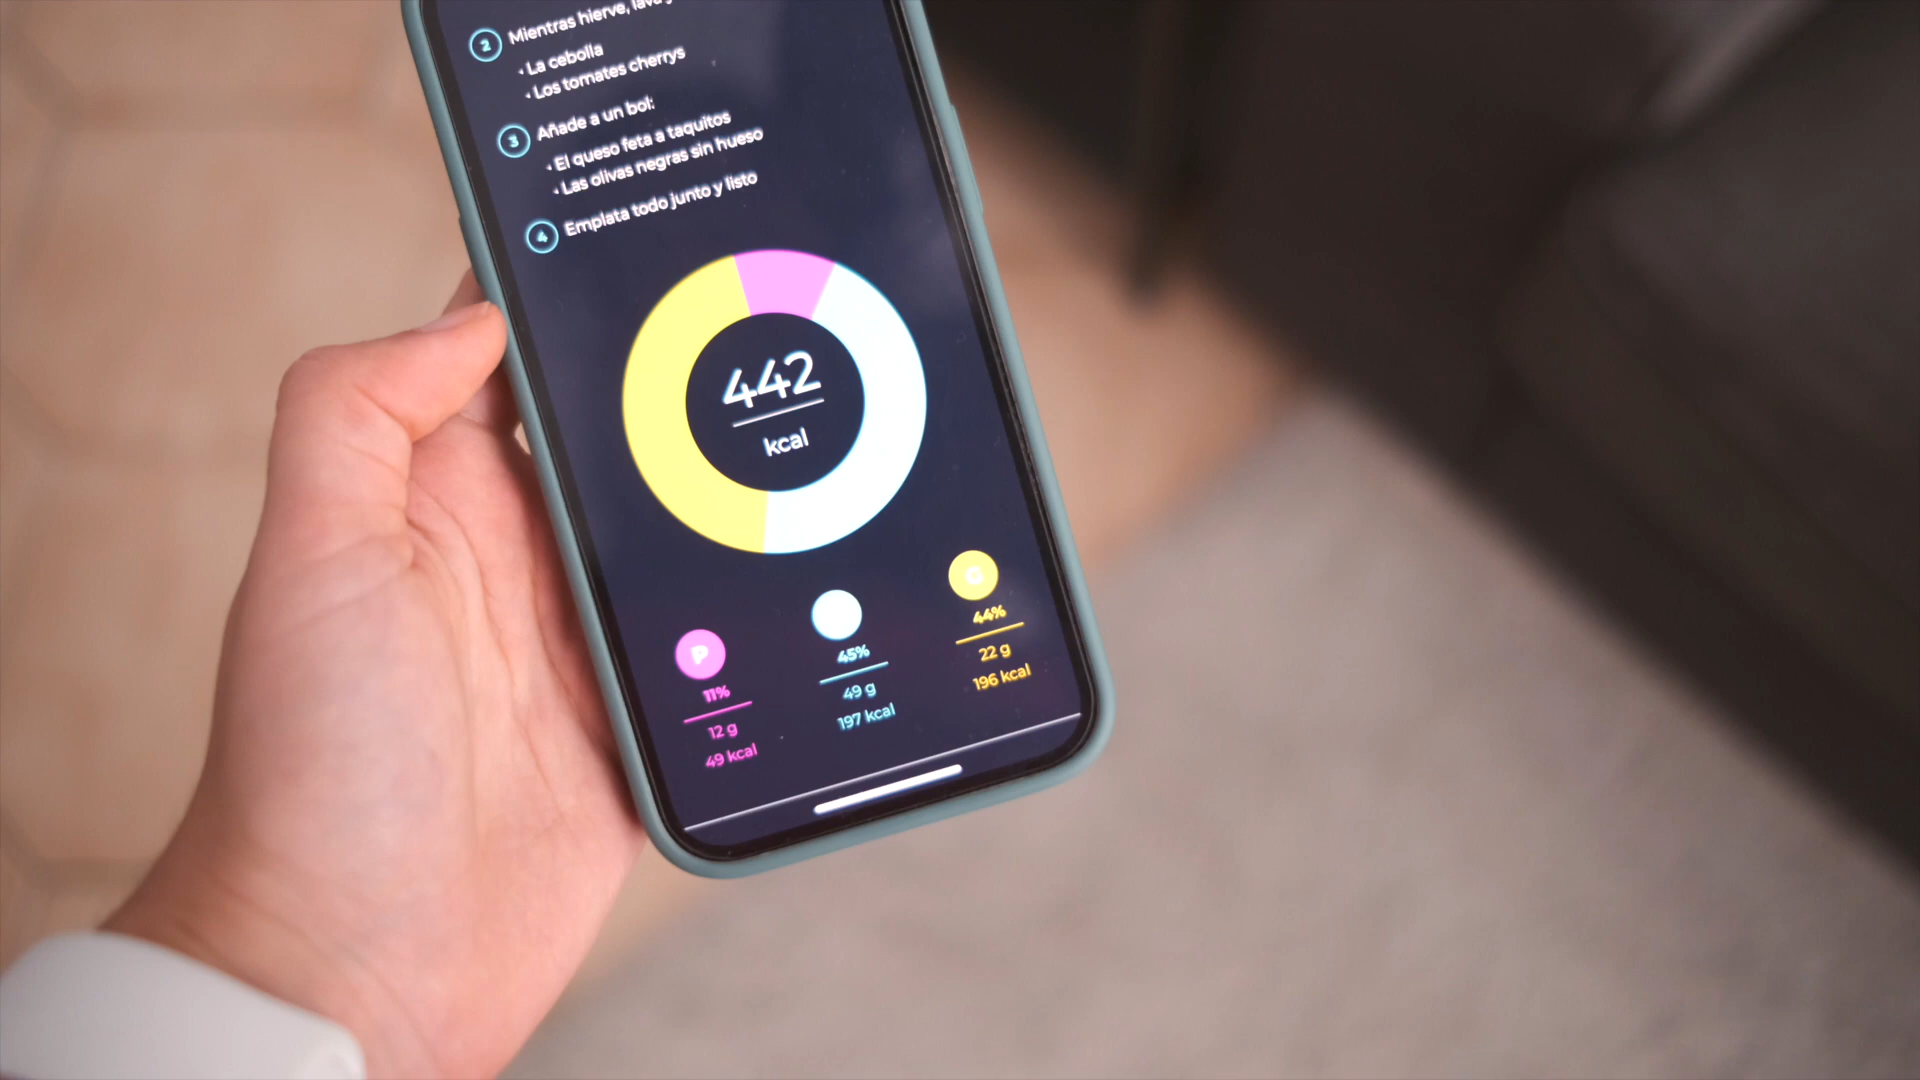 2 Mientras hierve, lava y
• La cebolla
• Los tomates cherrys
3 Añade a un bol:
• El queso feta a taquitos
• Las olivas negras sin hueso
4 Emplata todo junto y listo
442
kcal
P
11%
12 g
49 kcal
45%
49 g
197 kcal
G
44%
22 g
196 kcal